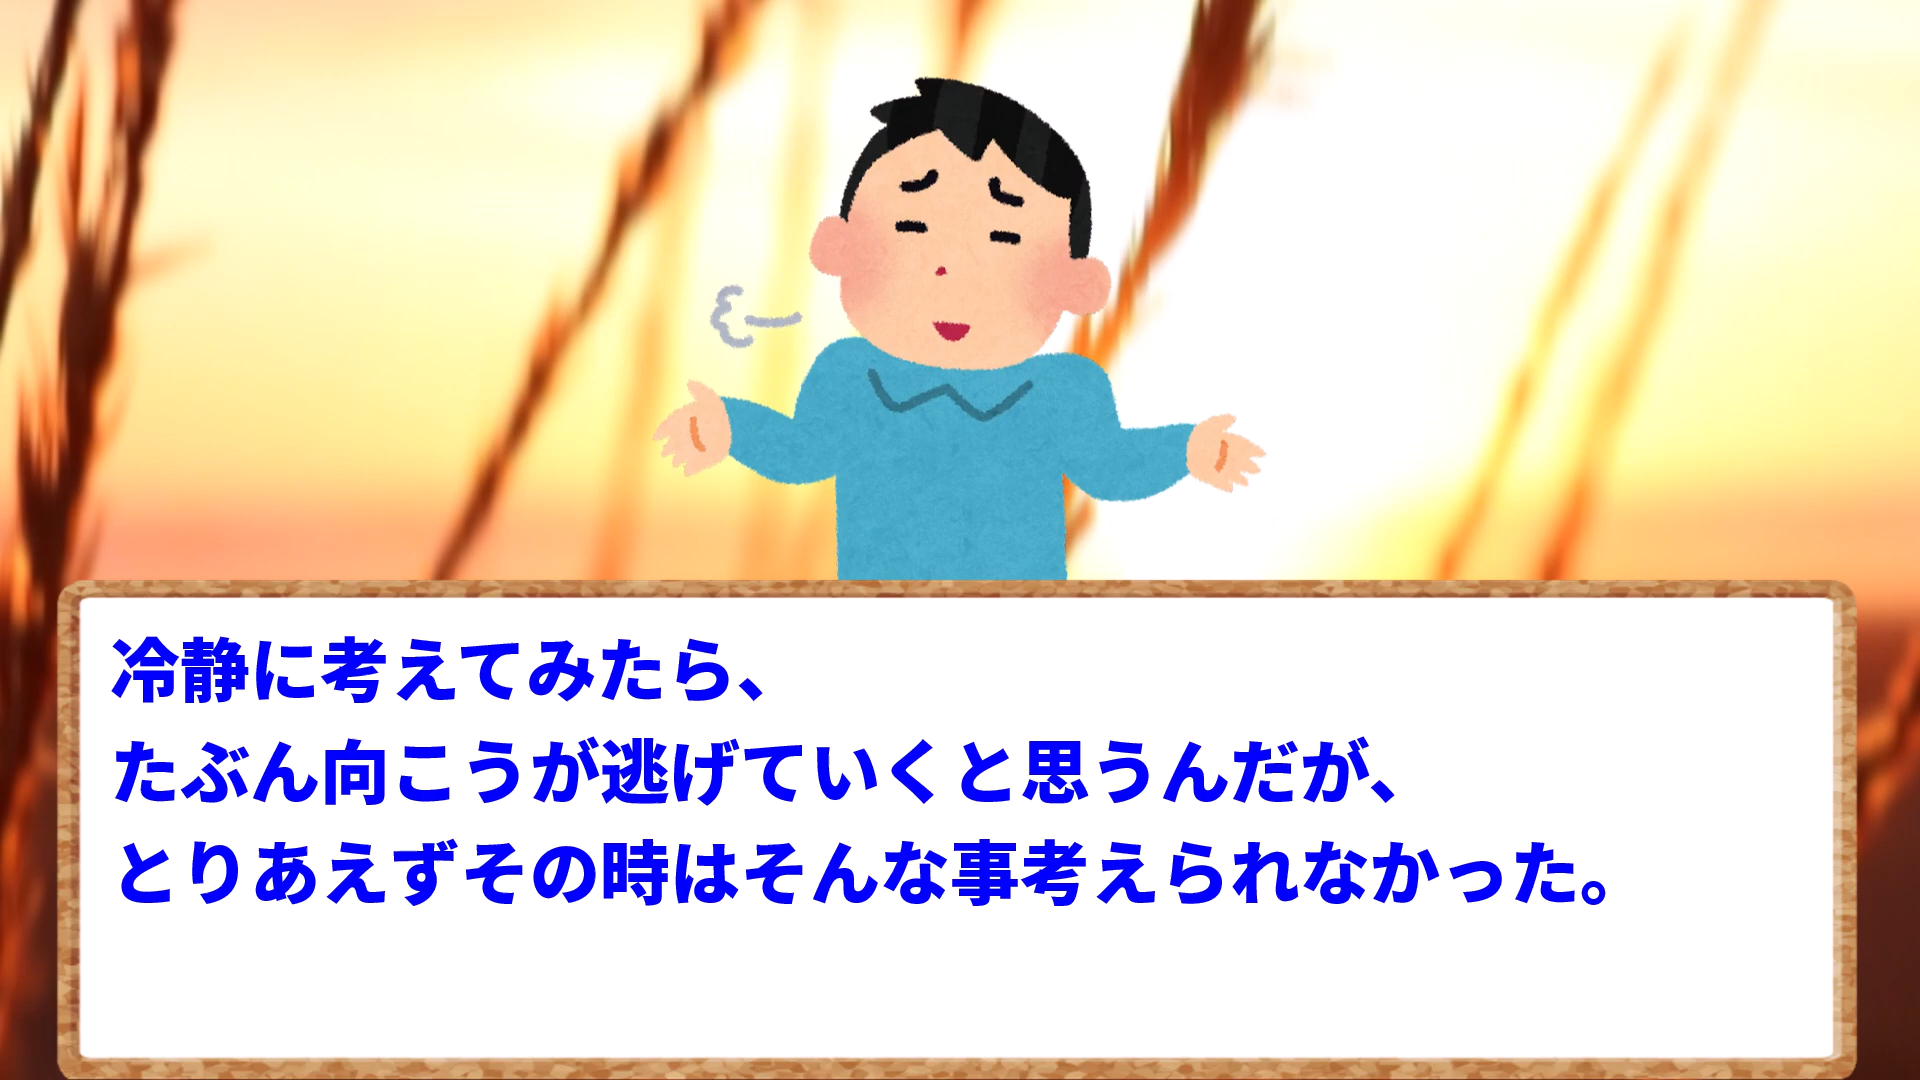 冷静に考えてみたら、
たぶん向こうが逃げていくと思うんだが、
とりあえずその時はそんな事考えられなかった。